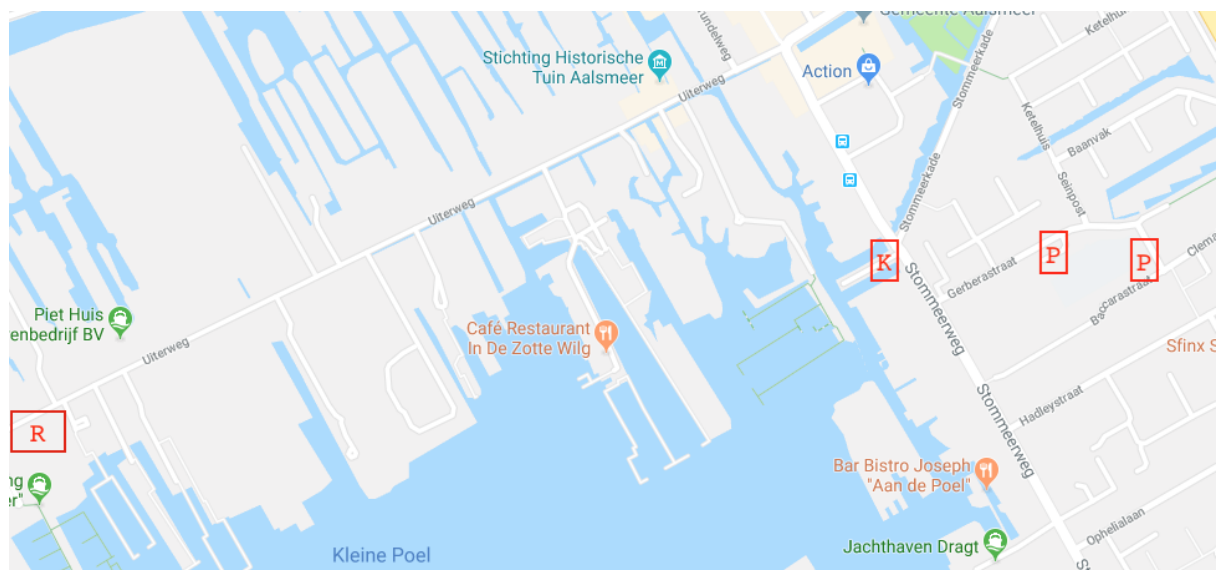 Gemeente Aalsmeer
Stichting Historische
Tuin Aalsmeer
Action
Uiterweg
Stommeerkade
Ketelhuis
Ketelhuis
Baanvak
Seinpost
Uiterweg
Stommeerkade
K
P
P
Gerberastraat
Stommeerweg
Piet Huis
enbedrijf BV
Café Restaurant
In De Zotte Wilg
Uiterweg
Sfinx S
Stommeerweg
Hadleystraat
R
Bar Bistro Joseph
"Aan de Poel"
Ophelialaan
Jachthaven Dragt
Kleine Poel